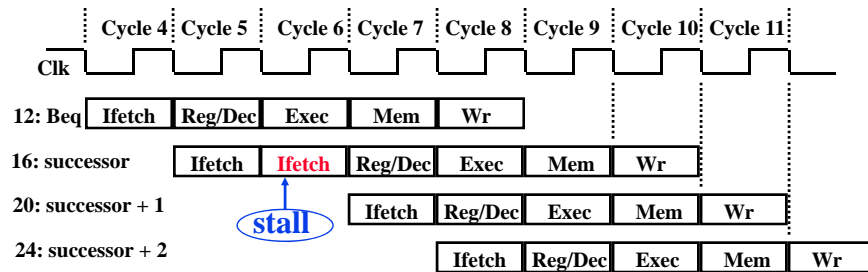 Cycle 4 Cycle 5 Cycle 6 Cycle 7 Cycle 8 Cycle 9 Cycle 10 Cycle 11
Clk
12: Beq Ifetch Reg/Dec Exec Mem Wr
16: successor Ifetch Ifetch Reg/Dec Exec Mem Wr
20: successor + 1 Ifetch Reg/Dec Exec Mem Wr
stall
24: successor + 2 Ifetch Reg/Dec Exec Mem Wr